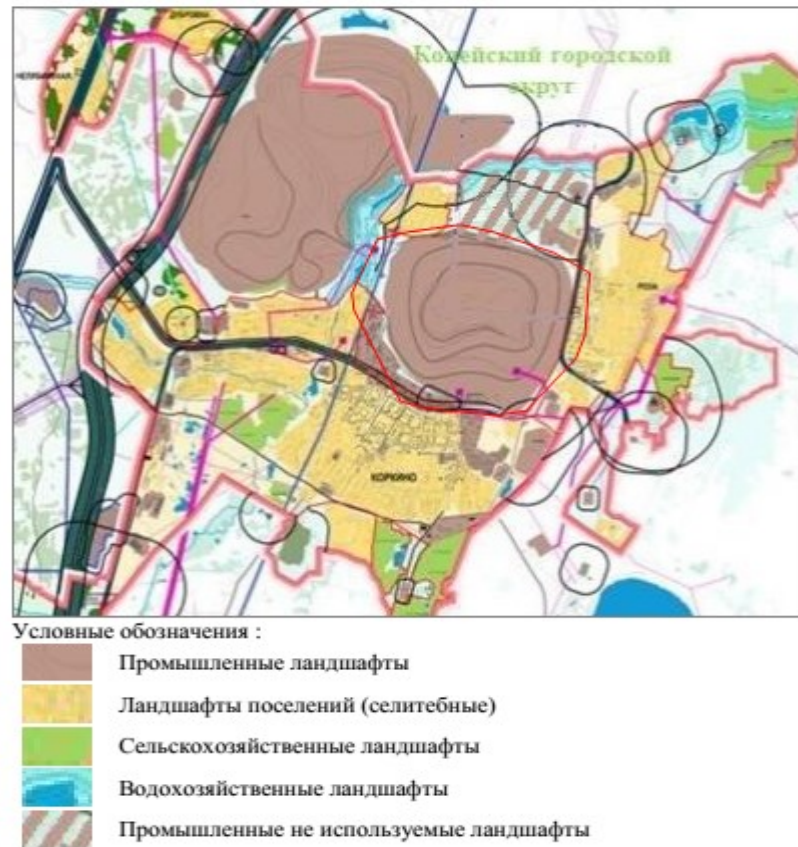 Копейский городской
округ
РОЗА
КОРКИНО
Условные обозначения :
Промышленные ландшафты
Ландшафты поселений (селитебные)
Сельскохозяйственные ландшафты
Водохозяйственные ландшафты
Промышленные не используемые ландшафты